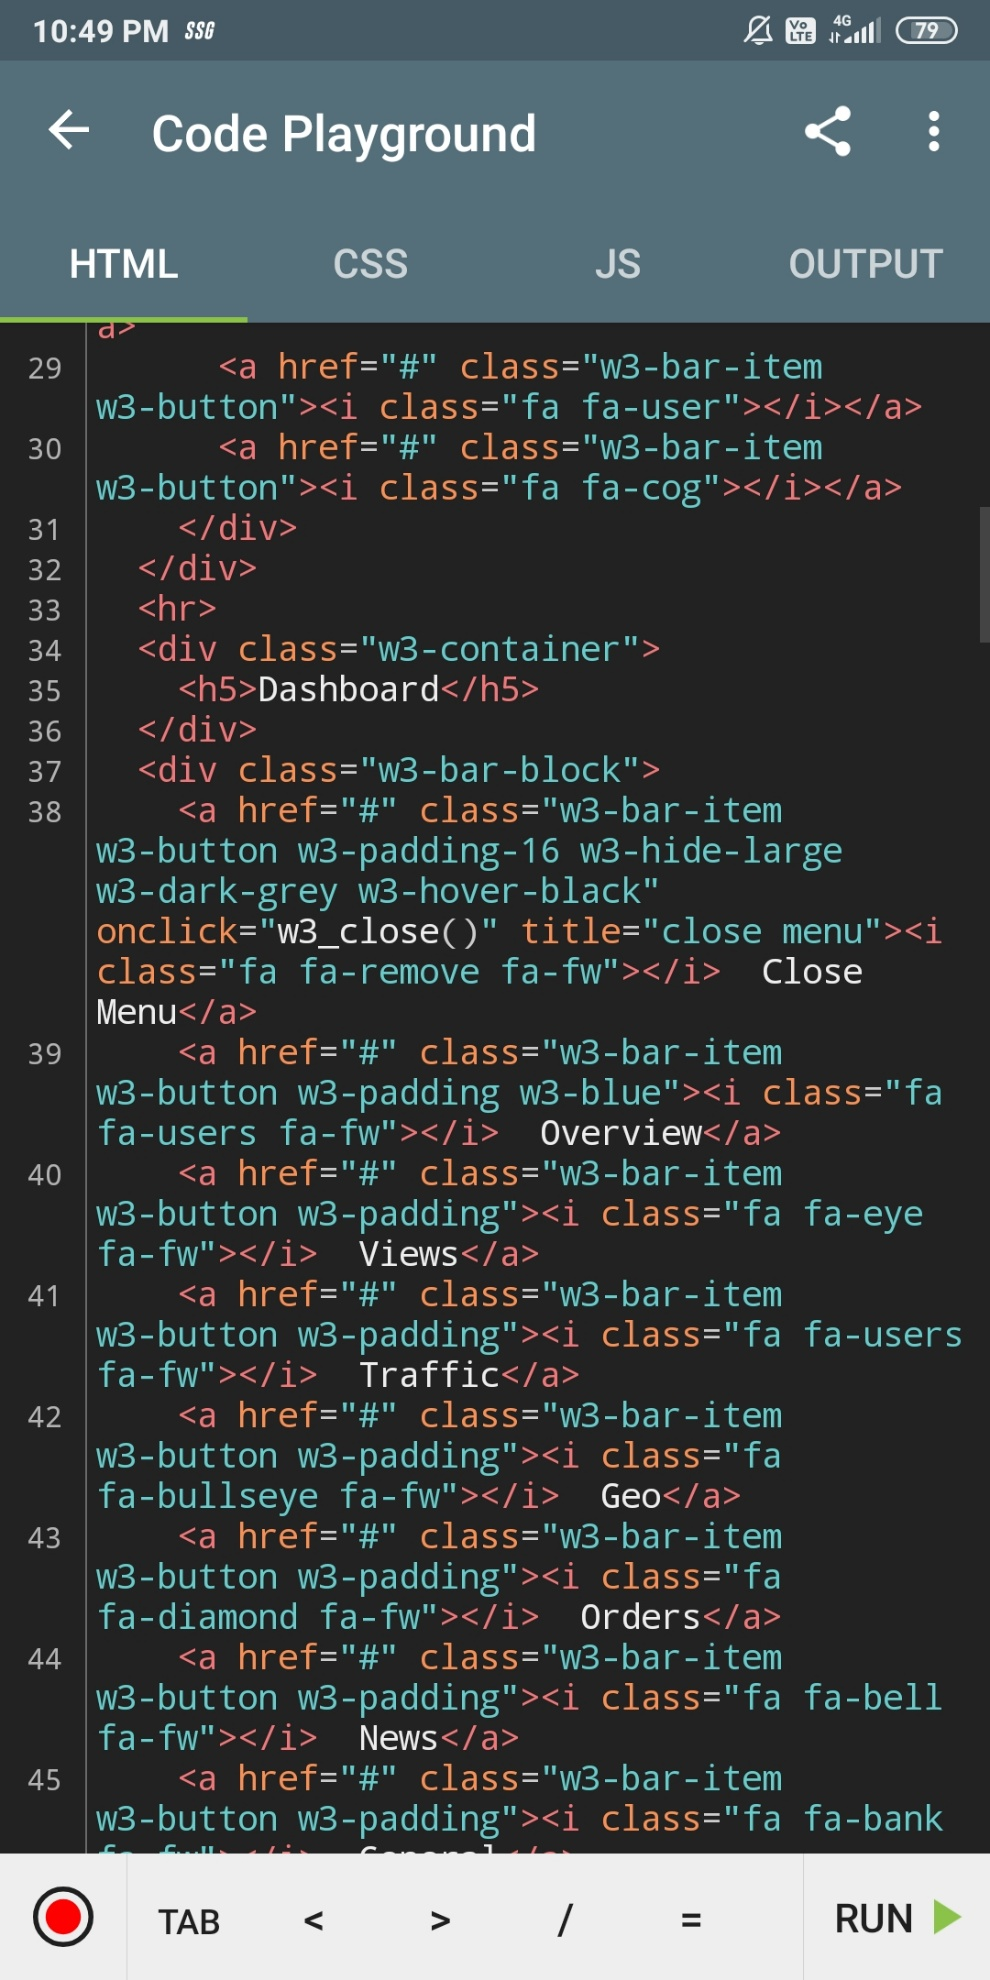 10:49 PM SSG Vo LTE 4G 79
Code Playground
HTML CSS JS OUTPUT
a>
29 <a href="#" class="w3-bar-item
w3-button"><i class="fa fa-user"></i></a>
30 <a href="#" class="w3-bar-item
w3-button"><i class="fa fa-cog"></i></a>
31 </div>
32 </div>
33 <hr>
34 <div class="w3-container">
35 <h5>Dashboard</h5>
36 </div>
37 <div class="w3-bar-block">
38 <a href="#" class="w3-bar-item
w3-button w3-padding-16 w3-hide-large
w3-dark-grey w3-hover-black"
onclick="w3_close()" title="close menu"><i
class="fa fa-remove fa-fw"></i>  Close
Menu</a>
39 <a href="#" class="w3-bar-item
w3-button w3-padding w3-blue"><i class="fa
fa-users fa-fw"></i>  Overview</a>
40 <a href="#" class="w3-bar-item
w3-button w3-padding"><i class="fa fa-eye
fa-fw"></i>  Views</a>
41 <a href="#" class="w3-bar-item
w3-button w3-padding"><i class="fa fa-users
fa-fw"></i>  Traffic</a>
42 <a href="#" class="w3-bar-item
w3-button w3-padding"><i class="fa
fa-bullseye fa-fw"></i>  Geo</a>
43 <a href="#" class="w3-bar-item
w3-button w3-padding"><i class="fa
fa-diamond fa-fw"></i>  Orders</a>
44 <a href="#" class="w3-bar-item
w3-button w3-padding"><i class="fa fa-bell
fa-fw"></i>  News</a>
45 <a href="#" class="w3-bar-item
w3-button w3-padding"><i class="fa fa-bank
fa-fw"></i>  General</a>
TAB < > / = RUN